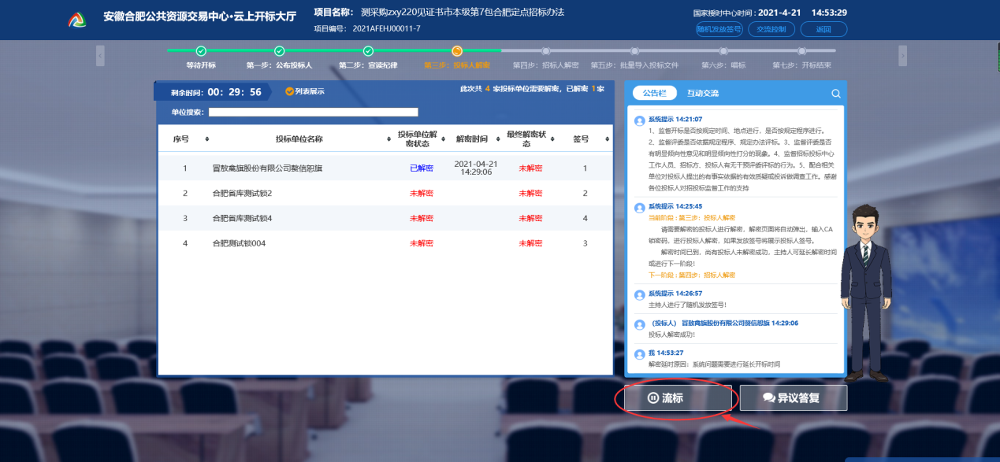 安徽合肥公共资源交易中心·云上开标大厅
项目名称: 测采购zxy220见证书市本级第7包合肥定点招标办法
项目编号: 2021AFEHJ00011-7
国家授时中心时间 : 2021-4-21 14:53:29
随机发放签号 交流控制 返回
等待开标 第一步: 公布投标人 第二步: 宣读纪律 第三步: 投标人解密 第四步: 招标人解密 第五步: 批量导入投标文件 第六步: 唱标 第七步: 开标结束
剩余时间: 00: 29: 56 列表展示 此次共 4 家投标单位需要解密, 已解密 1 家
单位搜索:
序号 投标单位名称 投标单位解密状态 解密时间 最终解密状态 签号
1 冒敖禽旗股份有限公司嫠信恕旗 已解密 2021-04-21 14:29:06 未解密 1
2 合肥省库测试锁2 未解密 未解密 2
3 合肥省库测试锁4 未解密 未解密 4
4 合肥测试锁004 未解密 未解密 3
公告栏 互动交流
系统提示 14:21:07
1、监督开标是否按规定时间、地点进行，是否按规定程序进行。
2、监督评委是否依据规定程序、规定办法评标。3、监督评委是否
有明显倾向性意见和明显倾向性打分的现象。4、监督招标投标中心
工作人员、招标方、投标人有无干预评委评标的行为。5、配合相关
单位对投标人提出的有事实依据的有效质疑或投诉做调查工作。感谢
各位投标人对招投标监督工作的支持
系统提示 14:25:45
当前阶段 : 第三步: 投标人解密
请需要解密的投标人进行解密，解密页面将自动弹出，输入CA
锁密码，进行投标人解密，如果发放签号将展示投标人签号。
解密时间已到，尚有投标人未解密成功，主持人可延长解密时间
或进行下一阶段!
下一阶段 : 第四步: 招标人解密
系统提示 14:26:57
主持人进行了随机发放签号!
（投标人） 冒敖禽旗股份有限公司嫠信恕旗 14:29:06
投标人解密成功!
我 14:53:27
解密延时原因: 系统问题需要进行延长开标时间
流标 异议答复